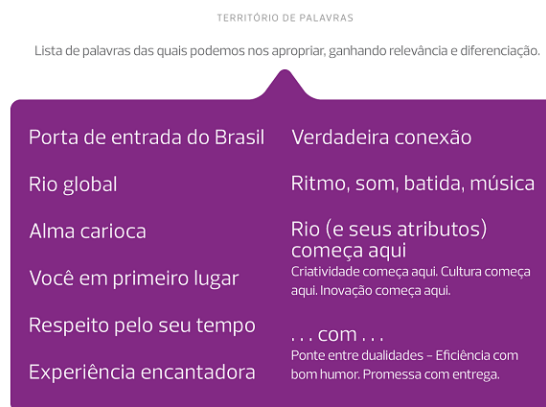 TERRITÓRIO DE PALAVRAS
Lista de palavras das quais podemos nos apropriar, ganhando relevância e diferenciação.
Porta de entrada do Brasil
Rio global
Alma carioca
Você em primeiro lugar
Respeito pelo seu tempo
Experiência encantadora
Verdadeira conexão
Ritmo, som, batida, música
Rio (e seus atributos)
começa aqui
Criatividade começa aqui. Cultura começa
aqui. Inovação começa aqui.
. . . com . . .
Ponte entre dualidades – Eficiência com
bom humor. Promessa com entrega.